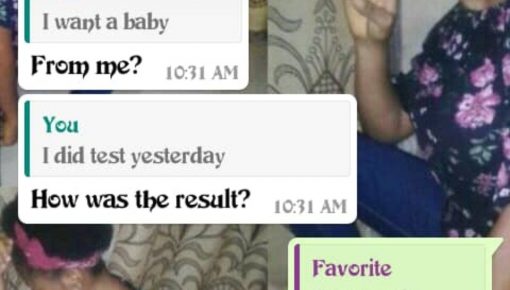 I want a baby
From me?
10:31 AM
You
I did test yesterday
How was the result?
10:31 AM
Favorite